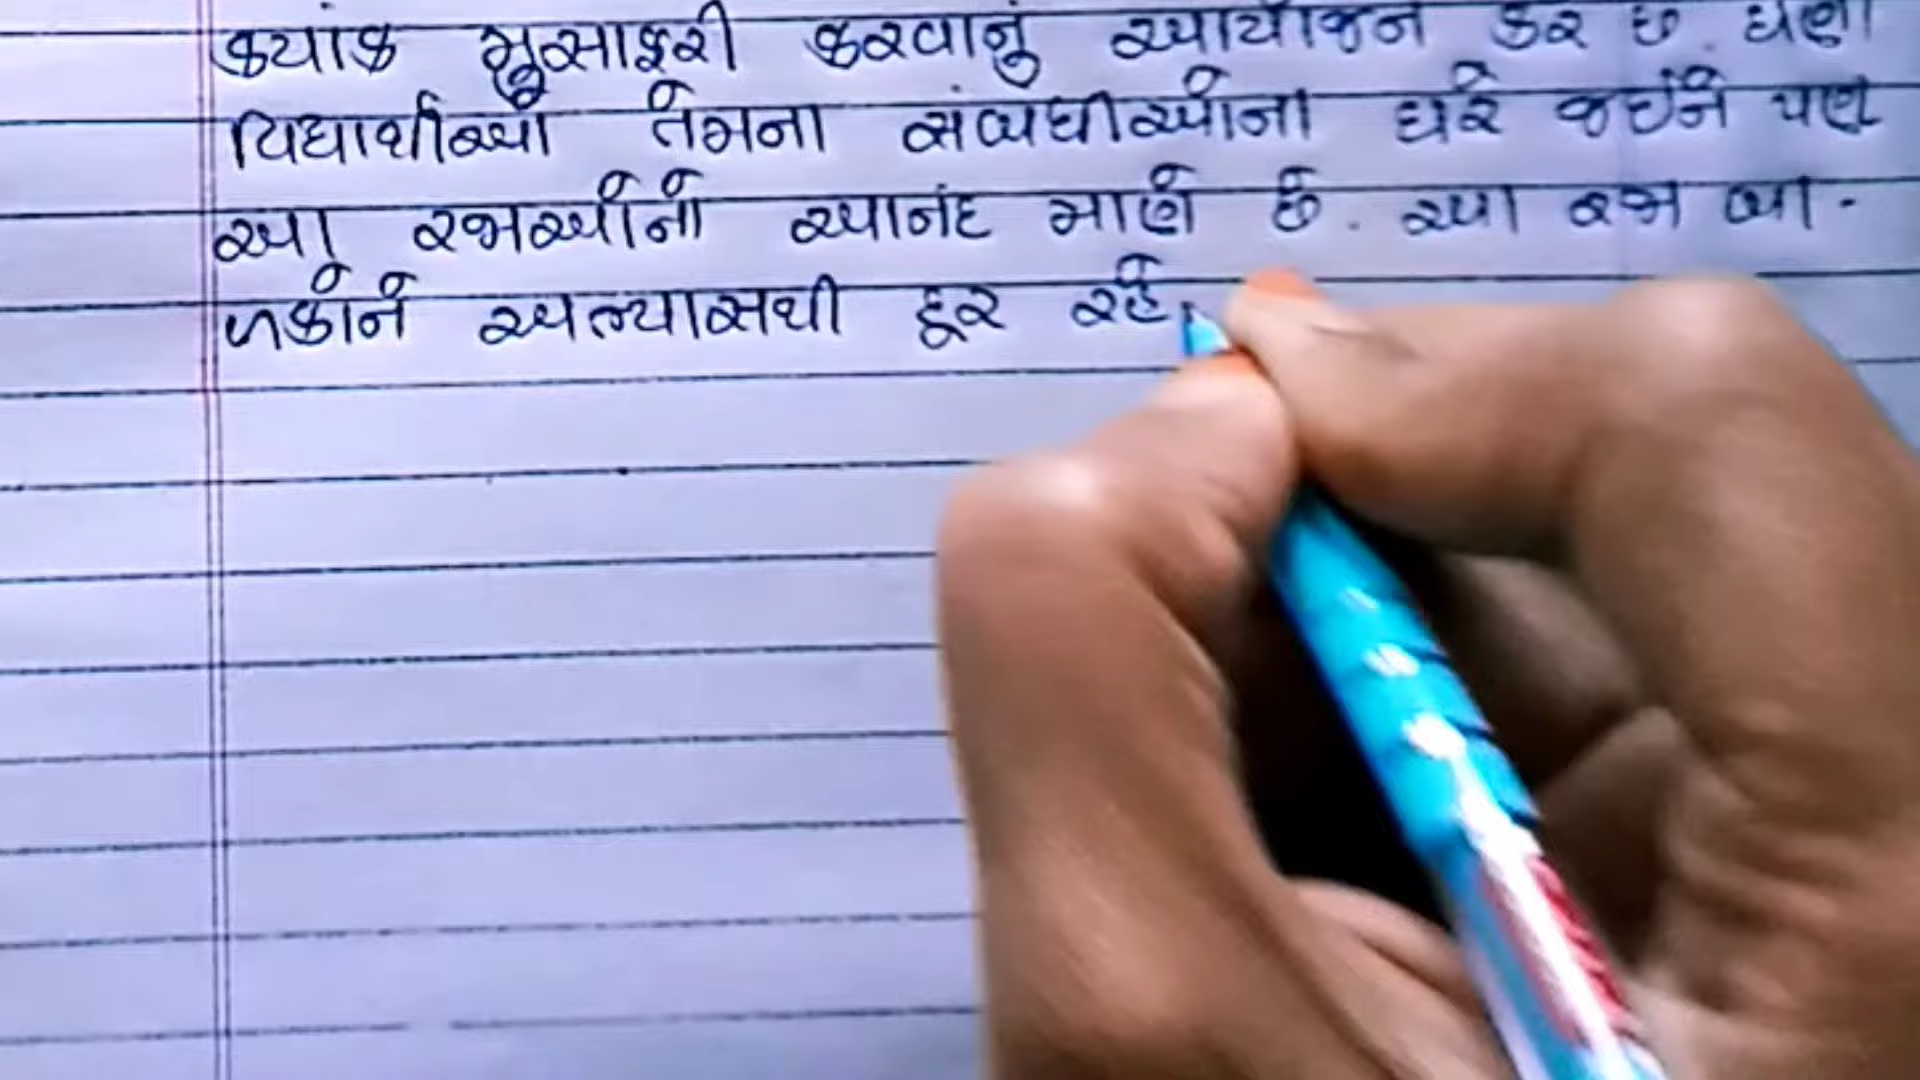 ક્યાંક મુસાફરી કરવાનું આયોજન કરે છે. ઘણા
વિદ્યાર્થીઓ તેમના સંબધીઓના ઘરે જઈને પણ
આ રજાઓનો આનંદ માણે છે. આ રજા બા-
ળકોને અભ્યાસથી દૂર રહે